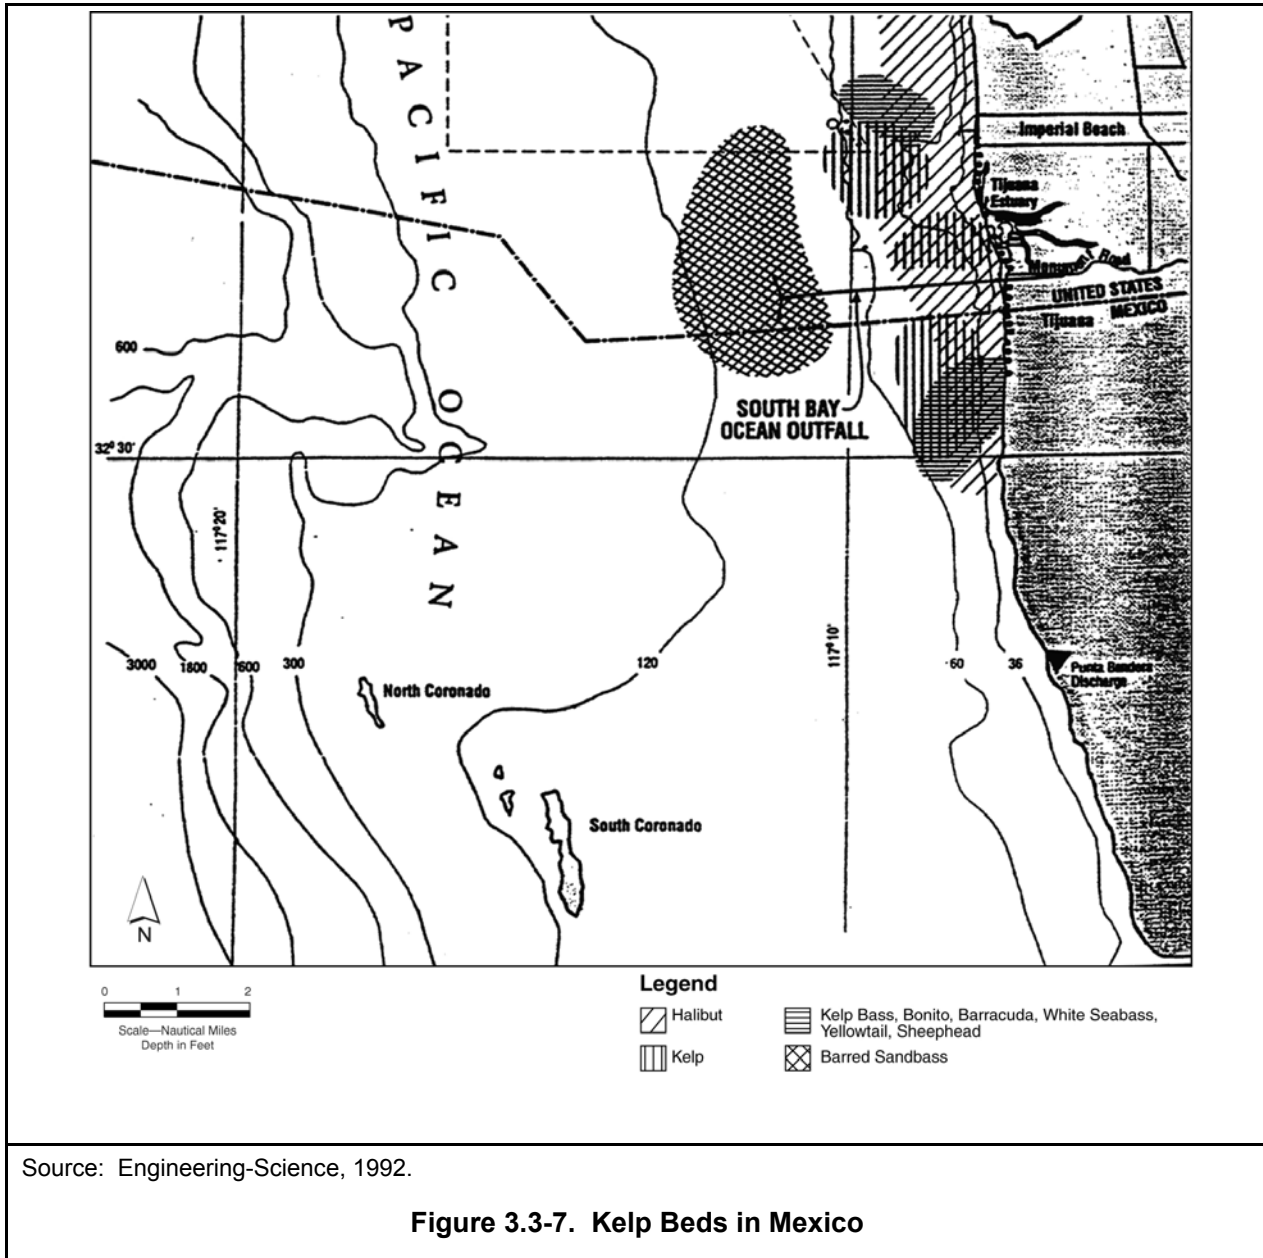 PACIFIC
OCEAN
Imperial Beach
Tijuana
Estuary
Monument Road
UNITED STATES
MEXICO
Tijuana
600
SOUTH BAY
OCEAN OUTFALL
32° 30'
117° 20'
117° 10'
3000
1800
600
300
120
60
36
North Coronado
Punta Bandera
Discharge
South Coronado
N
0 1 2
Scale—Nautical Miles
Depth in Feet
Legend
Halibut
Kelp
Kelp Bass, Bonito, Barracuda, White Seabass,
Yellowtail, Sheephead
Barred Sandbass
Source: Engineering-Science, 1992.
Figure 3.3-7. Kelp Beds in Mexico